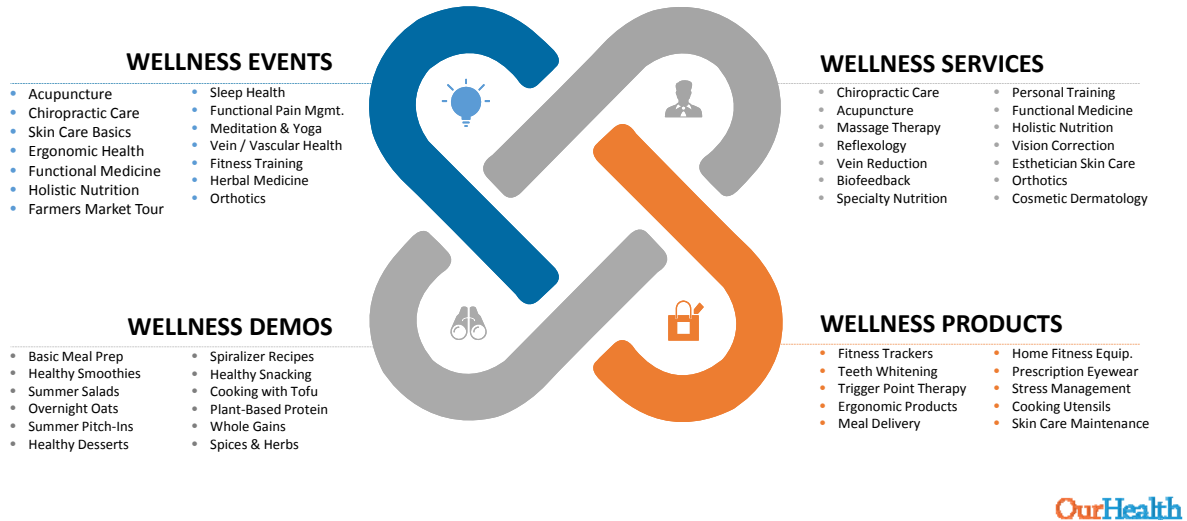 WELLNESS EVENTS
Acupuncture
Chiropractic Care
Skin Care Basics
Ergonomic Health
Functional Medicine
Holistic Nutrition
Farmers Market Tour
Sleep Health
Functional Pain Mgmt.
Meditation & Yoga
Vein / Vascular Health
Fitness Training
Herbal Medicine
Orthotics
WELLNESS SERVICES
Chiropractic Care
Acupuncture
Massage Therapy
Reflexology
Vein Reduction
Biofeedback
Specialty Nutrition
Personal Training
Functional Medicine
Holistic Nutrition
Vision Correction
Esthetician Skin Care
Orthotics
Cosmetic Dermatology
WELLNESS DEMOS
Basic Meal Prep
Healthy Smoothies
Summer Salads
Overnight Oats
Summer Pitch-Ins
Healthy Desserts
Spiralizer Recipes
Healthy Snacking
Cooking with Tofu
Plant-Based Protein
Whole Gains
Spices & Herbs
WELLNESS PRODUCTS
Fitness Trackers
Teeth Whitening
Trigger Point Therapy
Ergonomic Products
Meal Delivery
Home Fitness Equip.
Prescription Eyewear
Stress Management
Cooking Utensils
Skin Care Maintenance
OurHealth